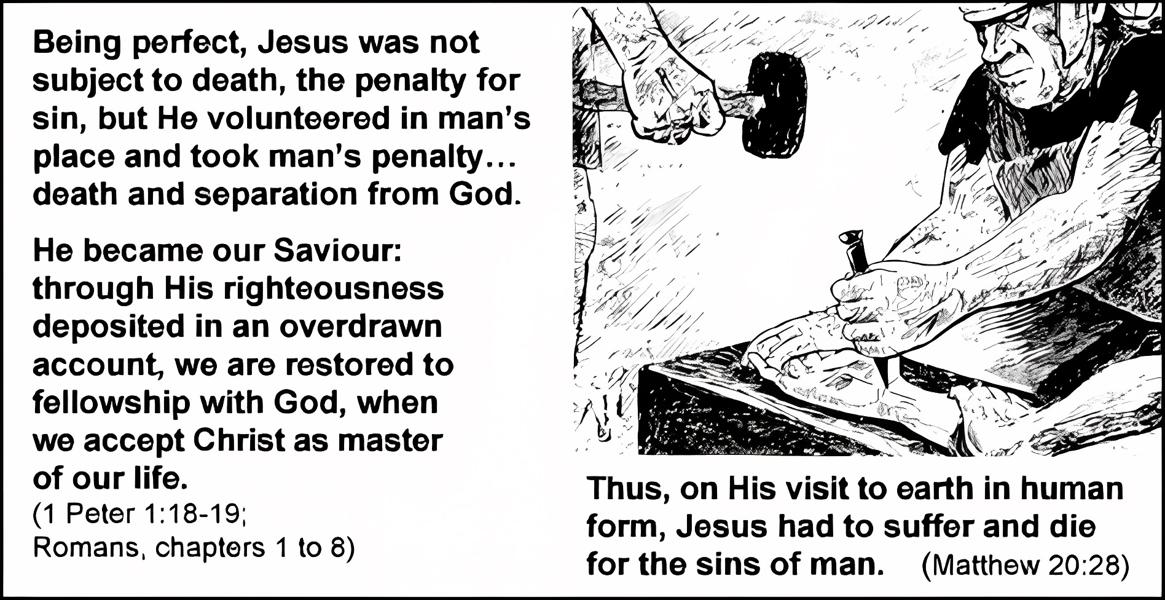 Being perfect, Jesus was not
subject to death, the penalty for
sin, but He volunteered in man's
place and took man's penalty...
death and separation from God.
He became our Saviour:
through His righteousness
deposited in an overdrawn
account, we are restored to
fellowship with God, when
we accept Christ as master
of our life.
(1 Peter 1:18-19;
Romans, chapters 1 to 8)
Thus, on His visit to earth in human
form, Jesus had to suffer and die
for the sins of man. (Matthew 20:28)